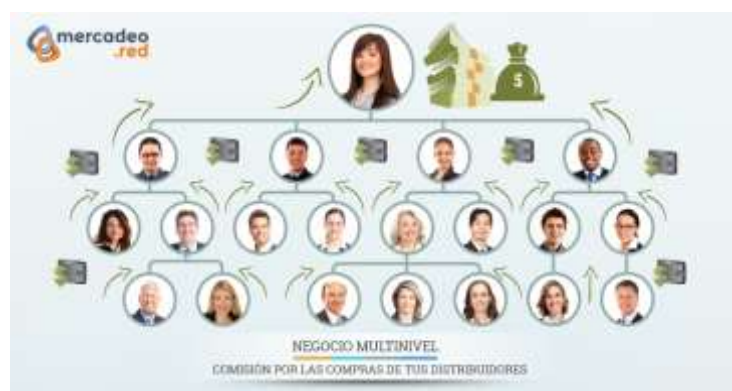 mercadeo
.red
$
NEGOCIO MULTINIVEL
COMISIÓN POR LAS COMPRAS DE TUS DISTRIBUIDORES